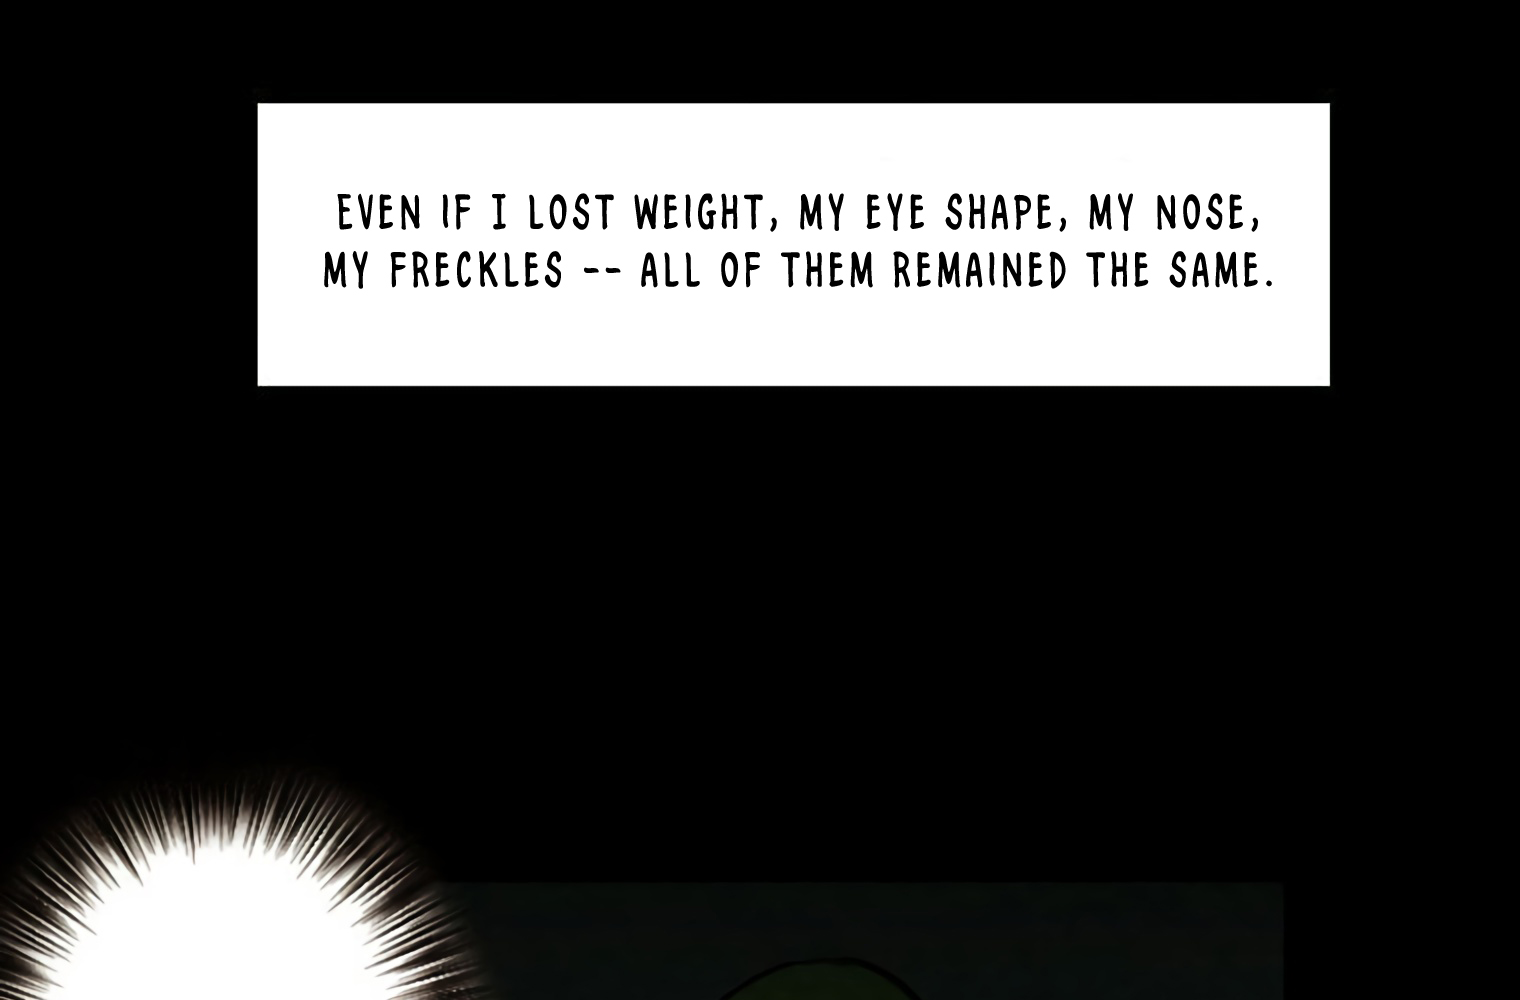 EVEN IF I LOST WEIGHT, MY EYE SHAPE, MY NOSE,
MY FRECKLES -- ALL OF THEM REMAINED THE SAME.